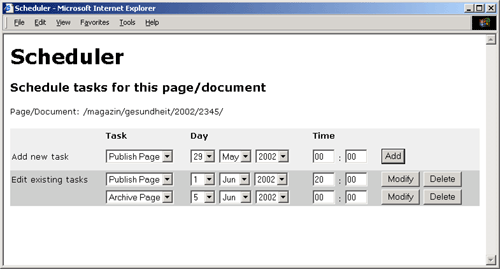 Scheduler - Microsoft Internet Explorer
File Edit View Favorites Tools Help
Scheduler
Schedule tasks for this page/document
Page/Document: /magazin/gesundheit/2002/2345/
Task Day Time
Add new task Publish Page 29 May 2002 00 : 00 Add
Edit existing tasks Publish Page 1 Jun 2002 20 : 00 Modify Delete
Archive Page 5 Jun 2002 00 : 00 Modify Delete